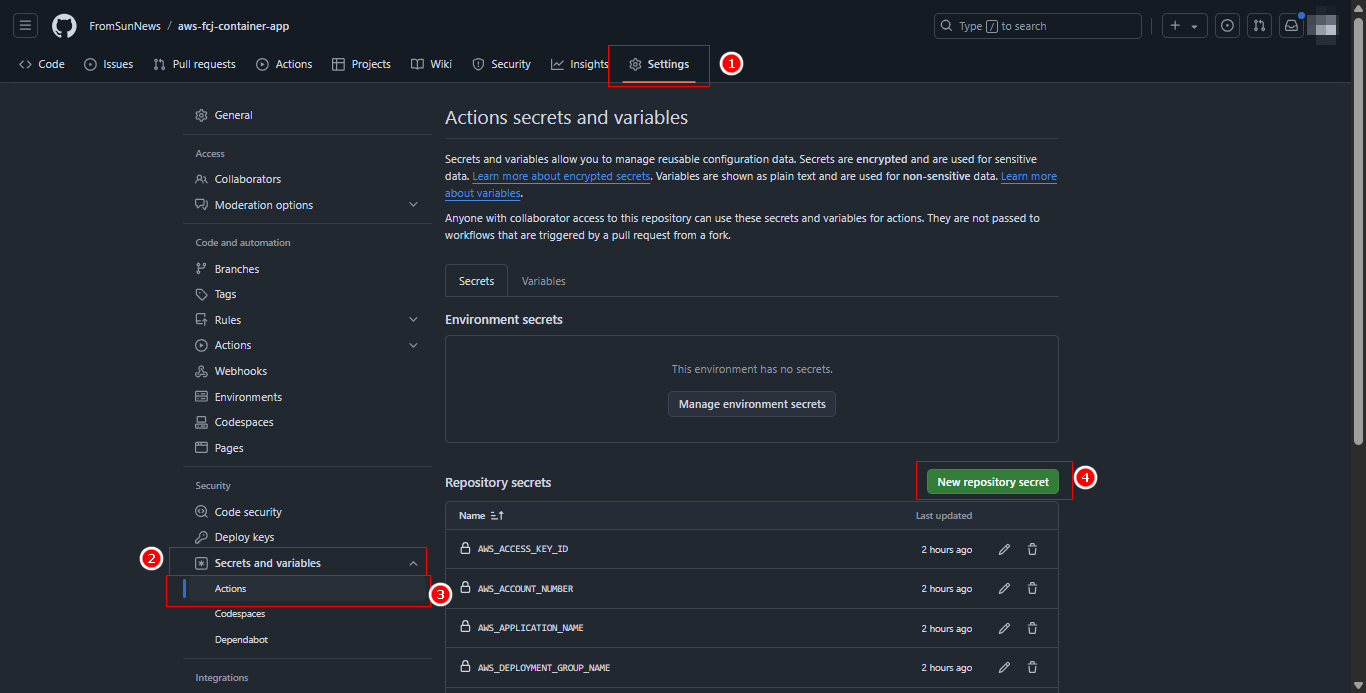 FromSunNews / aws-fcj-container-app
Type / to search
Code Issues Pull requests Actions Projects Wiki Security Insights Settings 1
General
Access
Collaborators
Moderation options
Code and automation
Branches
Tags
Rules
Actions
Webhooks
Environments
Codespaces
Pages
Security
Code security
Deploy keys
2 Secrets and variables
Actions 3
Codespaces
Dependabot
Integrations
Actions secrets and variables
Secrets and variables allow you to manage reusable configuration data. Secrets are encrypted and are used for sensitive
data. Learn more about encrypted secrets. Variables are shown as plain text and are used for non-sensitive data. Learn more
about variables.
Anyone with collaborator access to this repository can use these secrets and variables for actions. They are not passed to
workflows that are triggered by a pull request from a fork.
Secrets Variables
Environment secrets
This environment has no secrets.
Manage environment secrets
Repository secrets New repository secret 4
Name Last updated
AWS_ACCESS_KEY_ID 2 hours ago
AWS_ACCOUNT_NUMBER 2 hours ago
AWS_APPLICATION_NAME 2 hours ago
AWS_DEPLOYMENT_GROUP_NAME 2 hours ago